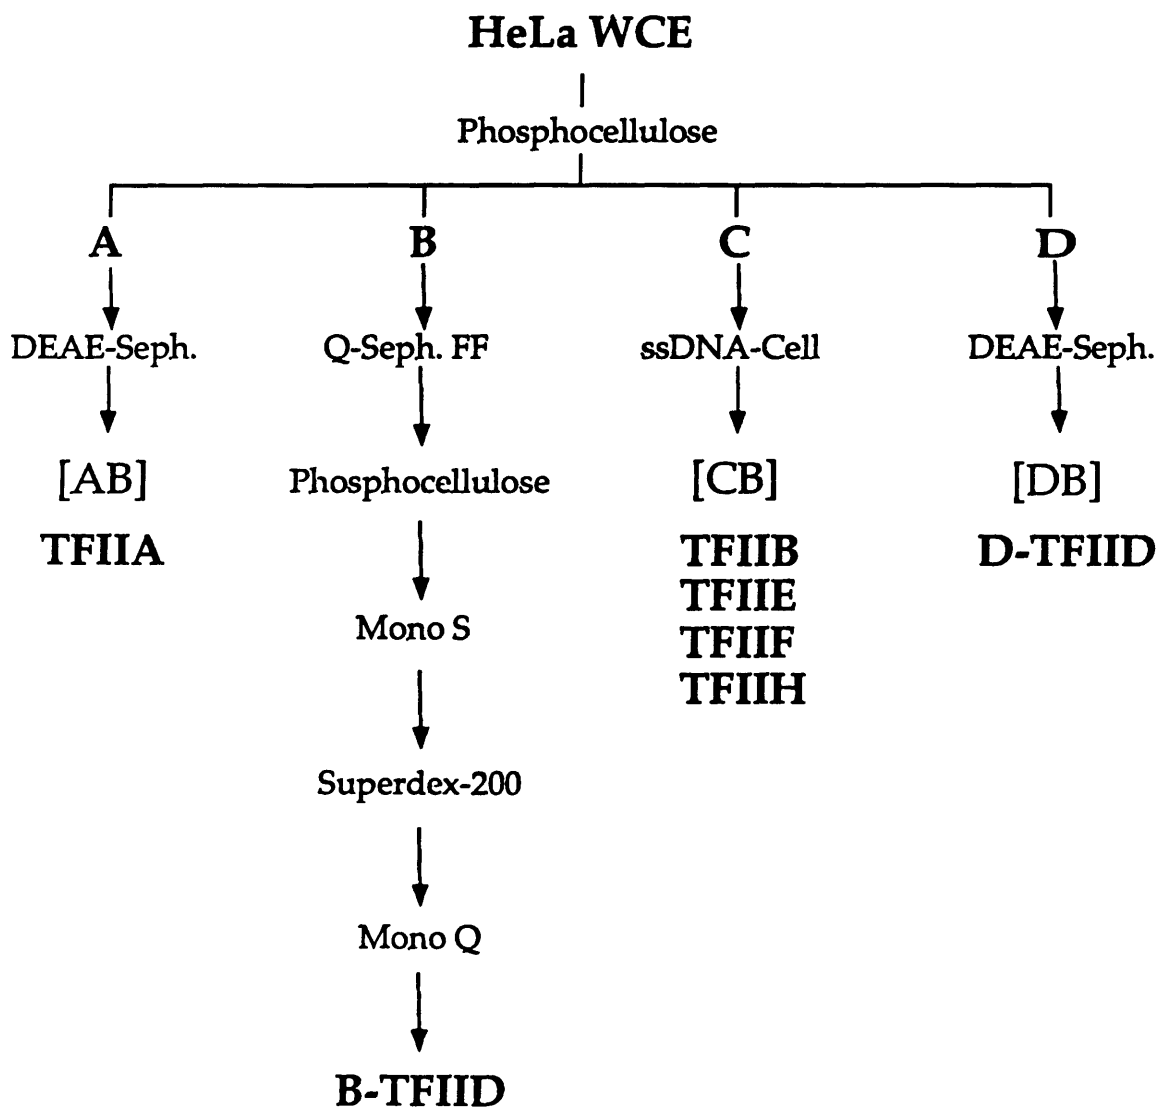 HeLa WCE
Phosphocellulose
A B C D
DEAE-Seph. Q-Seph. FF ssDNA-Cell DEAE-Seph.
[AB] Phosphocellulose [CB] [DB]
TFIIA TFIIB D-TFIID
TFIIE
Mono S TFIIF
TFIIH
Superdex-200
Mono Q
B-TFIID